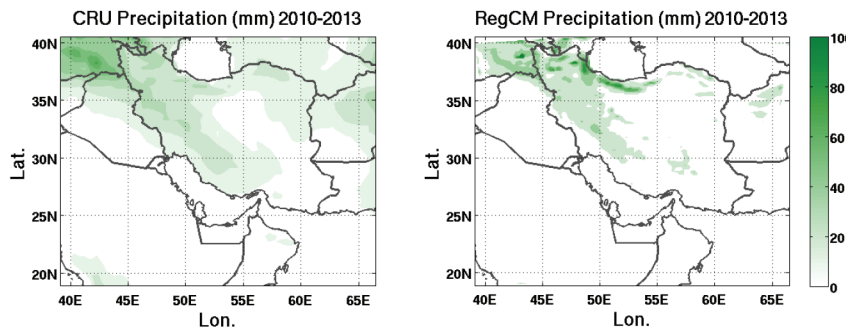 CRU Precipitation (mm) 2010-2013
40N
35N
30N
25N
20N
Lat.
40E 45E 50E 55E 60E 65E
Lon.
RegCM Precipitation (mm) 2010-2013
40N
35N
30N
25N
20N
Lat.
40E 45E 50E 55E 60E 65E
Lon.
100
80
60
40
20
0